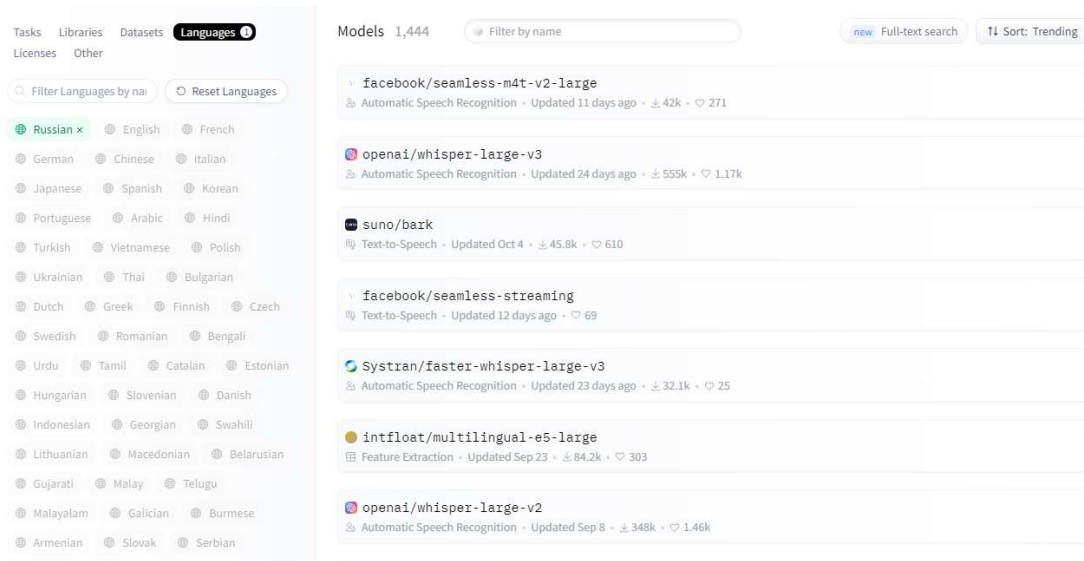 Tasks Libraries Datasets Languages 1
Licenses Other
Filter Languages by nai
Reset Languages
Russian × English French
German Chinese Italian
Japanese Spanish Korean
Portuguese Arabic Hindi
Turkish Vietnamese Polish
Ukrainian Thai Bulgarian
Dutch Greek Finnish Czech
Swedish Romanian Bengali
Urdu Tamil Catalan Estonian
Hungarian Slovenian Danish
Indonesian Georgian Swahili
Lithuanian Macedonian Belarusian
Gujarati Malay Telugu
Malayalam Galician Burmese
Armenian Slovak Serbian
Models 1,444 Filter by name new Full-text search Sort: Trending
facebook/seamless-m4t-v2-large
Automatic Speech Recognition • Updated 11 days ago • 42k • 271
openai/whisper-large-v3
Automatic Speech Recognition • Updated 24 days ago • 555k • 1.17k
suno/bark
Text-to-Speech • Updated Oct 4 • 45.8k • 610
facebook/seamless-streaming
Text-to-Speech • Updated 12 days ago • 69
Systran/faster-whisper-large-v3
Automatic Speech Recognition • Updated 23 days ago • 32.1k • 25
intfloat/multilingual-e5-large
Feature Extraction • Updated Sep 23 • 84.2k • 303
openai/whisper-large-v2
Automatic Speech Recognition • Updated Sep 8 • 348k • 1.46k